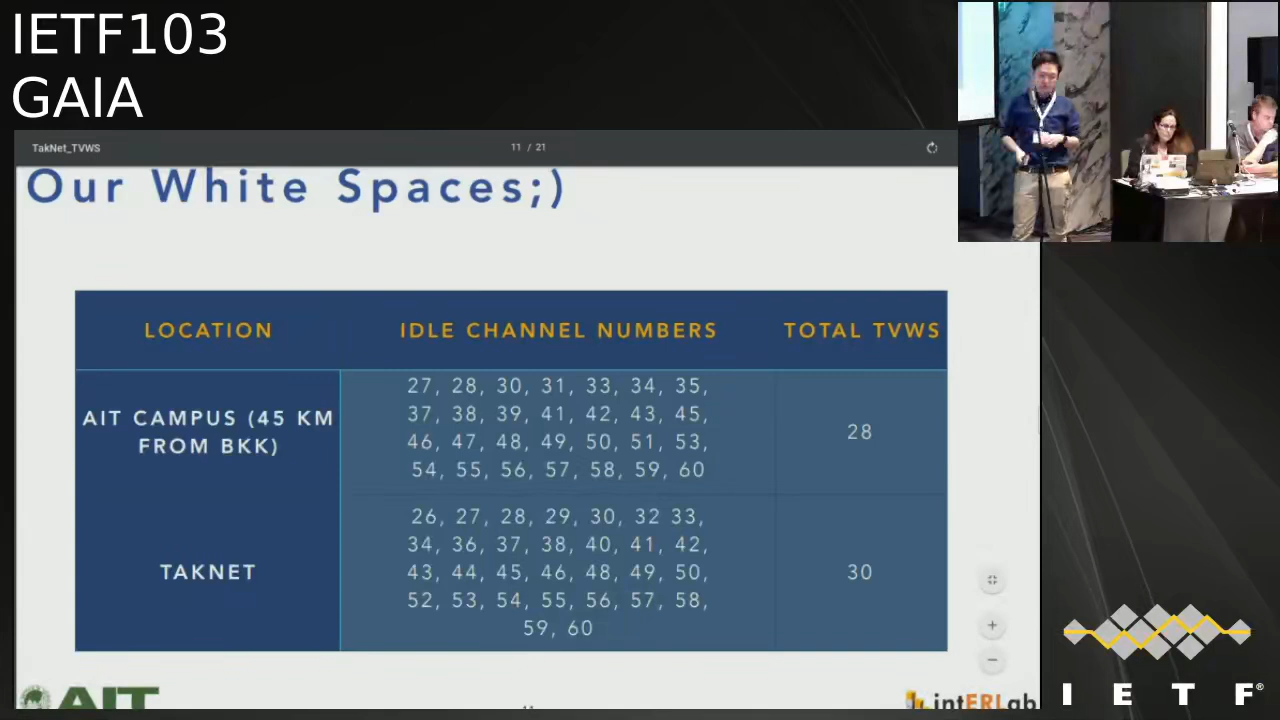 IETF103
GAIA
TakNet_TVWS
11 / 21
Our White Spaces;)
LOCATION
IDLE CHANNEL NUMBERS
TOTAL TVWS
AIT CAMPUS (45 KM
FROM BKK)
27, 28, 30, 31, 33, 34, 35,
37, 38, 39, 41, 42, 43, 45,
46, 47, 48, 49, 50, 51, 53,
54, 55, 56, 57, 58, 59, 60
28
TAKNET
26, 27, 28, 29, 30, 32 33,
34, 36, 37, 38, 40, 41, 42,
43, 44, 45, 46, 48, 49, 50,
52, 53, 54, 55, 56, 57, 58,
59, 60
30
AIT
intERLab
I E T F®